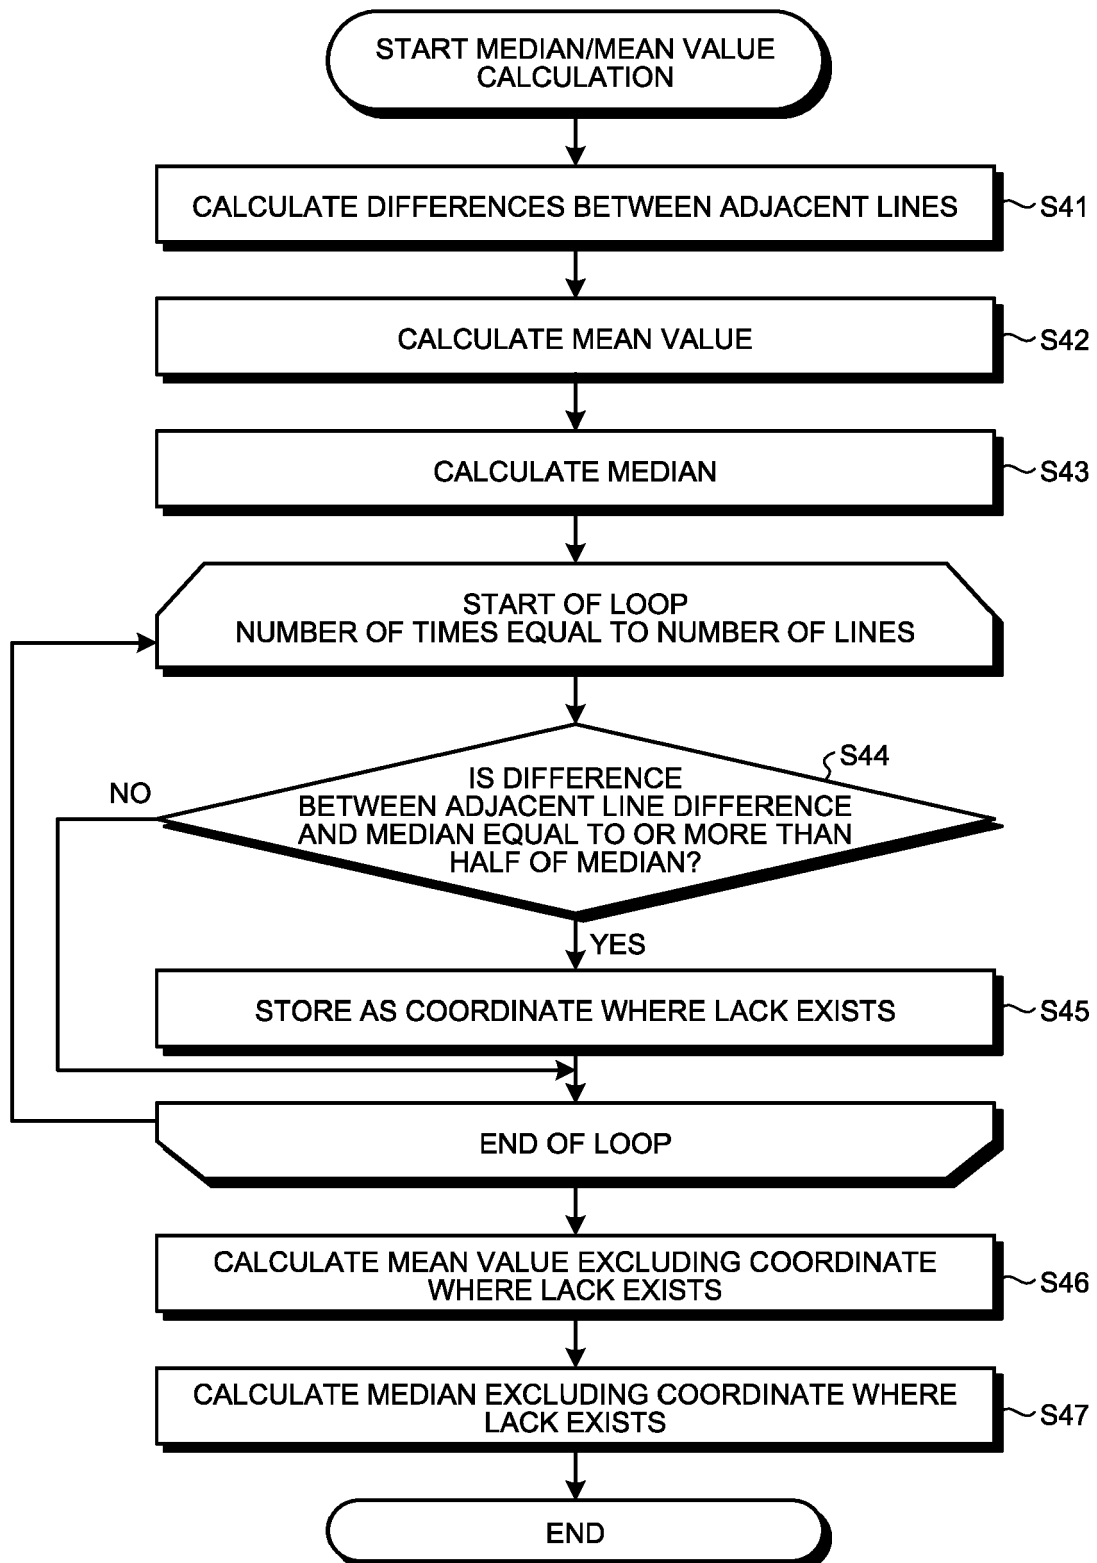 START MEDIAN/MEAN VALUE
CALCULATION
CALCULATE DIFFERENCES BETWEEN ADJACENT LINES
S41
CALCULATE MEAN VALUE
S42
CALCULATE MEDIAN
S43
START OF LOOP
NUMBER OF TIMES EQUAL TO NUMBER OF LINES
S44
IS DIFFERENCE
BETWEEN ADJACENT LINE DIFFERENCE
AND MEDIAN EQUAL TO OR MORE THAN
HALF OF MEDIAN?
NO
YES
STORE AS COORDINATE WHERE LACK EXISTS
S45
END OF LOOP
CALCULATE MEAN VALUE EXCLUDING COORDINATE
WHERE LACK EXISTS
S46
CALCULATE MEDIAN EXCLUDING COORDINATE WHERE
LACK EXISTS
S47
END